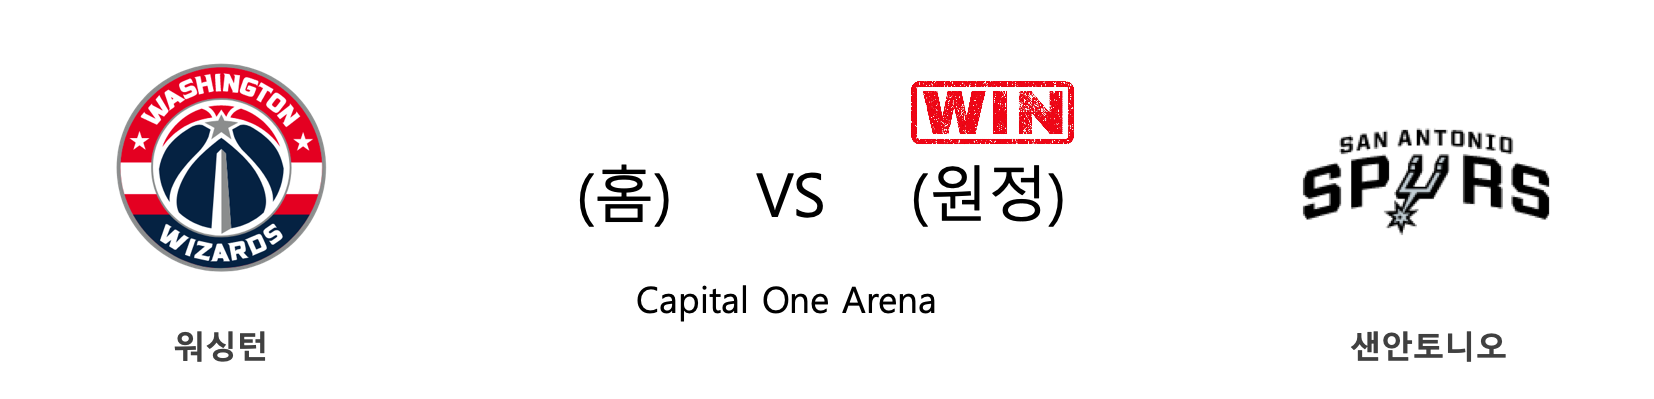 WASHINGTON
WIZARDS
워싱턴
WIN
(홈) VS (원정)
Capital One Arena
SAN ANTONIO
SPURS
샌안토니오